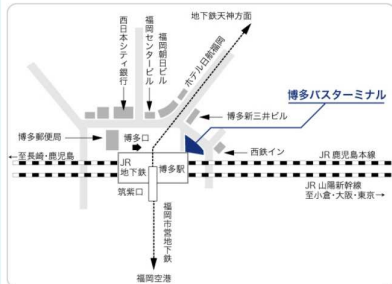 地下鉄天神方面
西日本シティ銀行
福岡センタービル
福岡朝日ビル
ホテル日航福岡
博多新三井ビル
博多バスターミナル
博多郵便局
博多口
西鉄イン
←至長崎・鹿児島
JR
地下鉄
博多駅
JR 鹿児島本線
筑紫口
JR 山陽新幹線
至小倉・大阪・東京→
福岡市営地下鉄
福岡空港